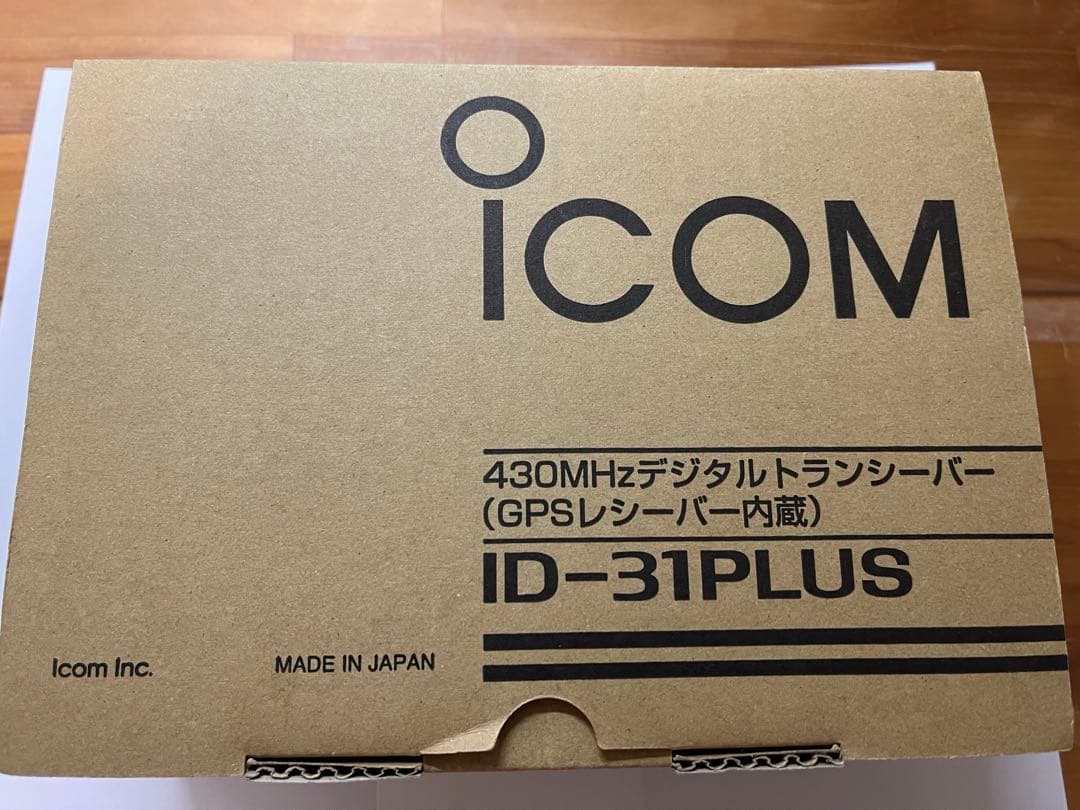 iCOM
430MHzデジタルトランシーバー
(GPSレシーバー内蔵)
ID-31PLUS
Icom Inc.
MADE IN JAPAN